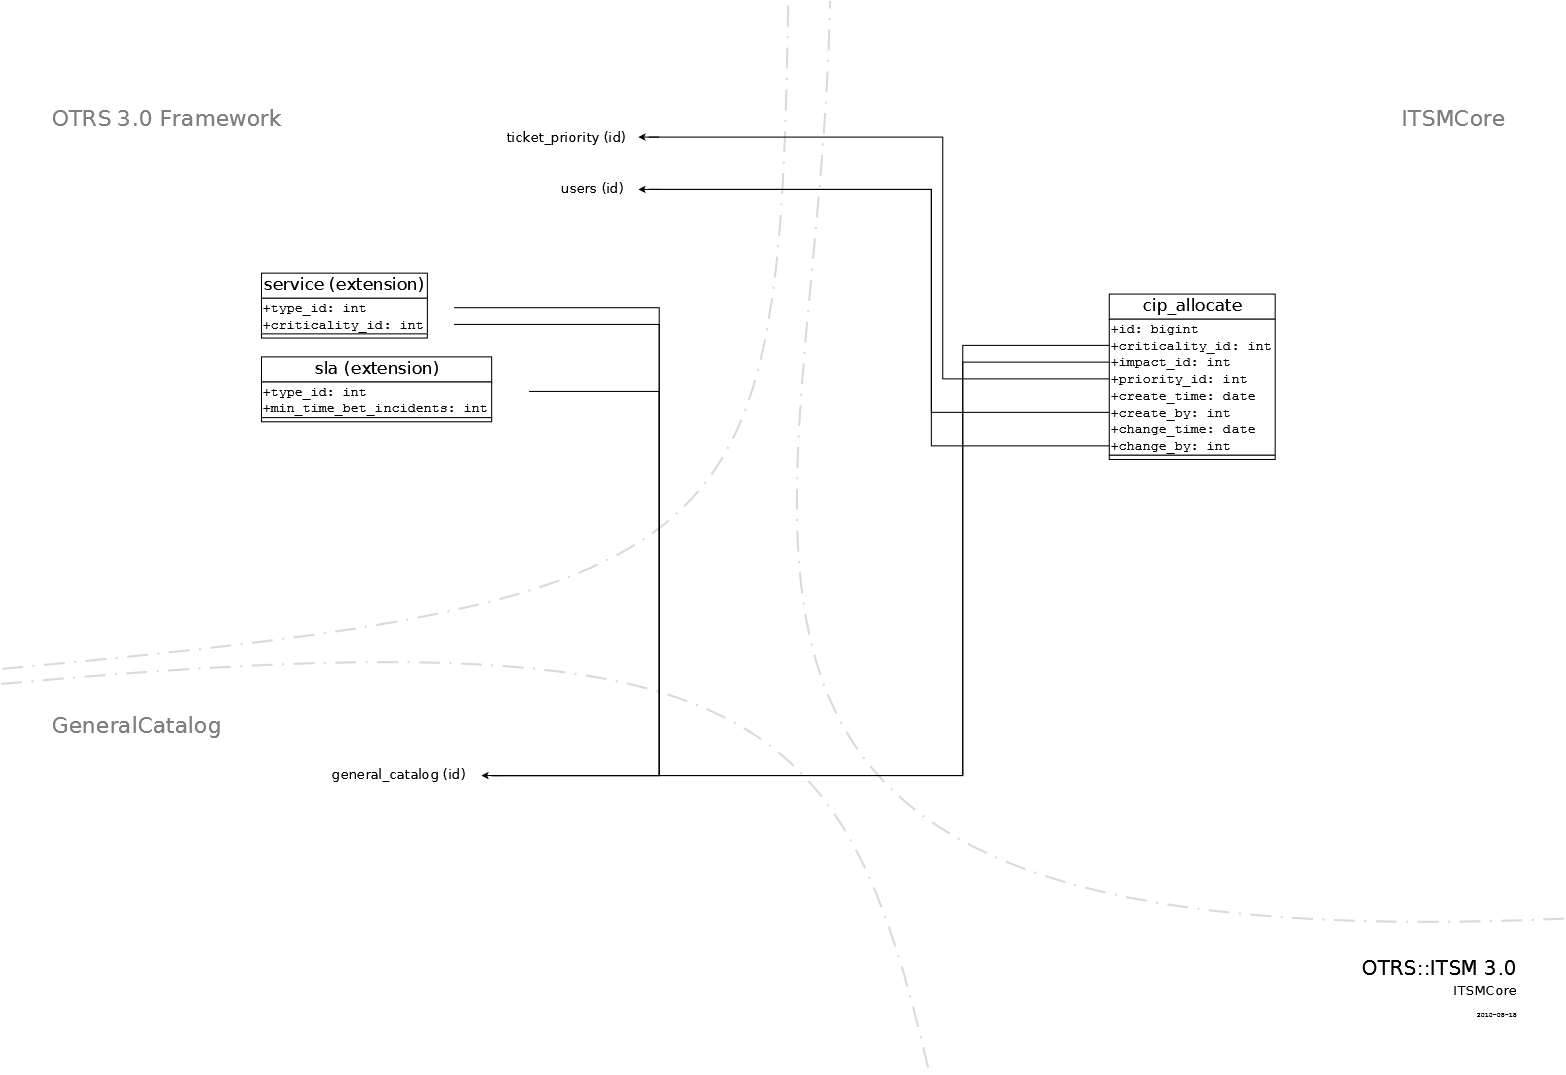 OTRS 3.0 Framework
ITSMCore
ticket_priority (id)
users (id)
service (extension)
+type_id: int
+criticality_id: int
sla (extension)
+type_id: int
+min_time_bet_incidents: int
cip_allocate
+id: bigint
+criticality_id: int
+impact_id: int
+priority_id: int
+create_time: date
+create_by: int
+change_time: date
+change_by: int
GeneralCatalog
general_catalog (id)
OTRS::ITSM 3.0
ITSMCore
2010-08-18